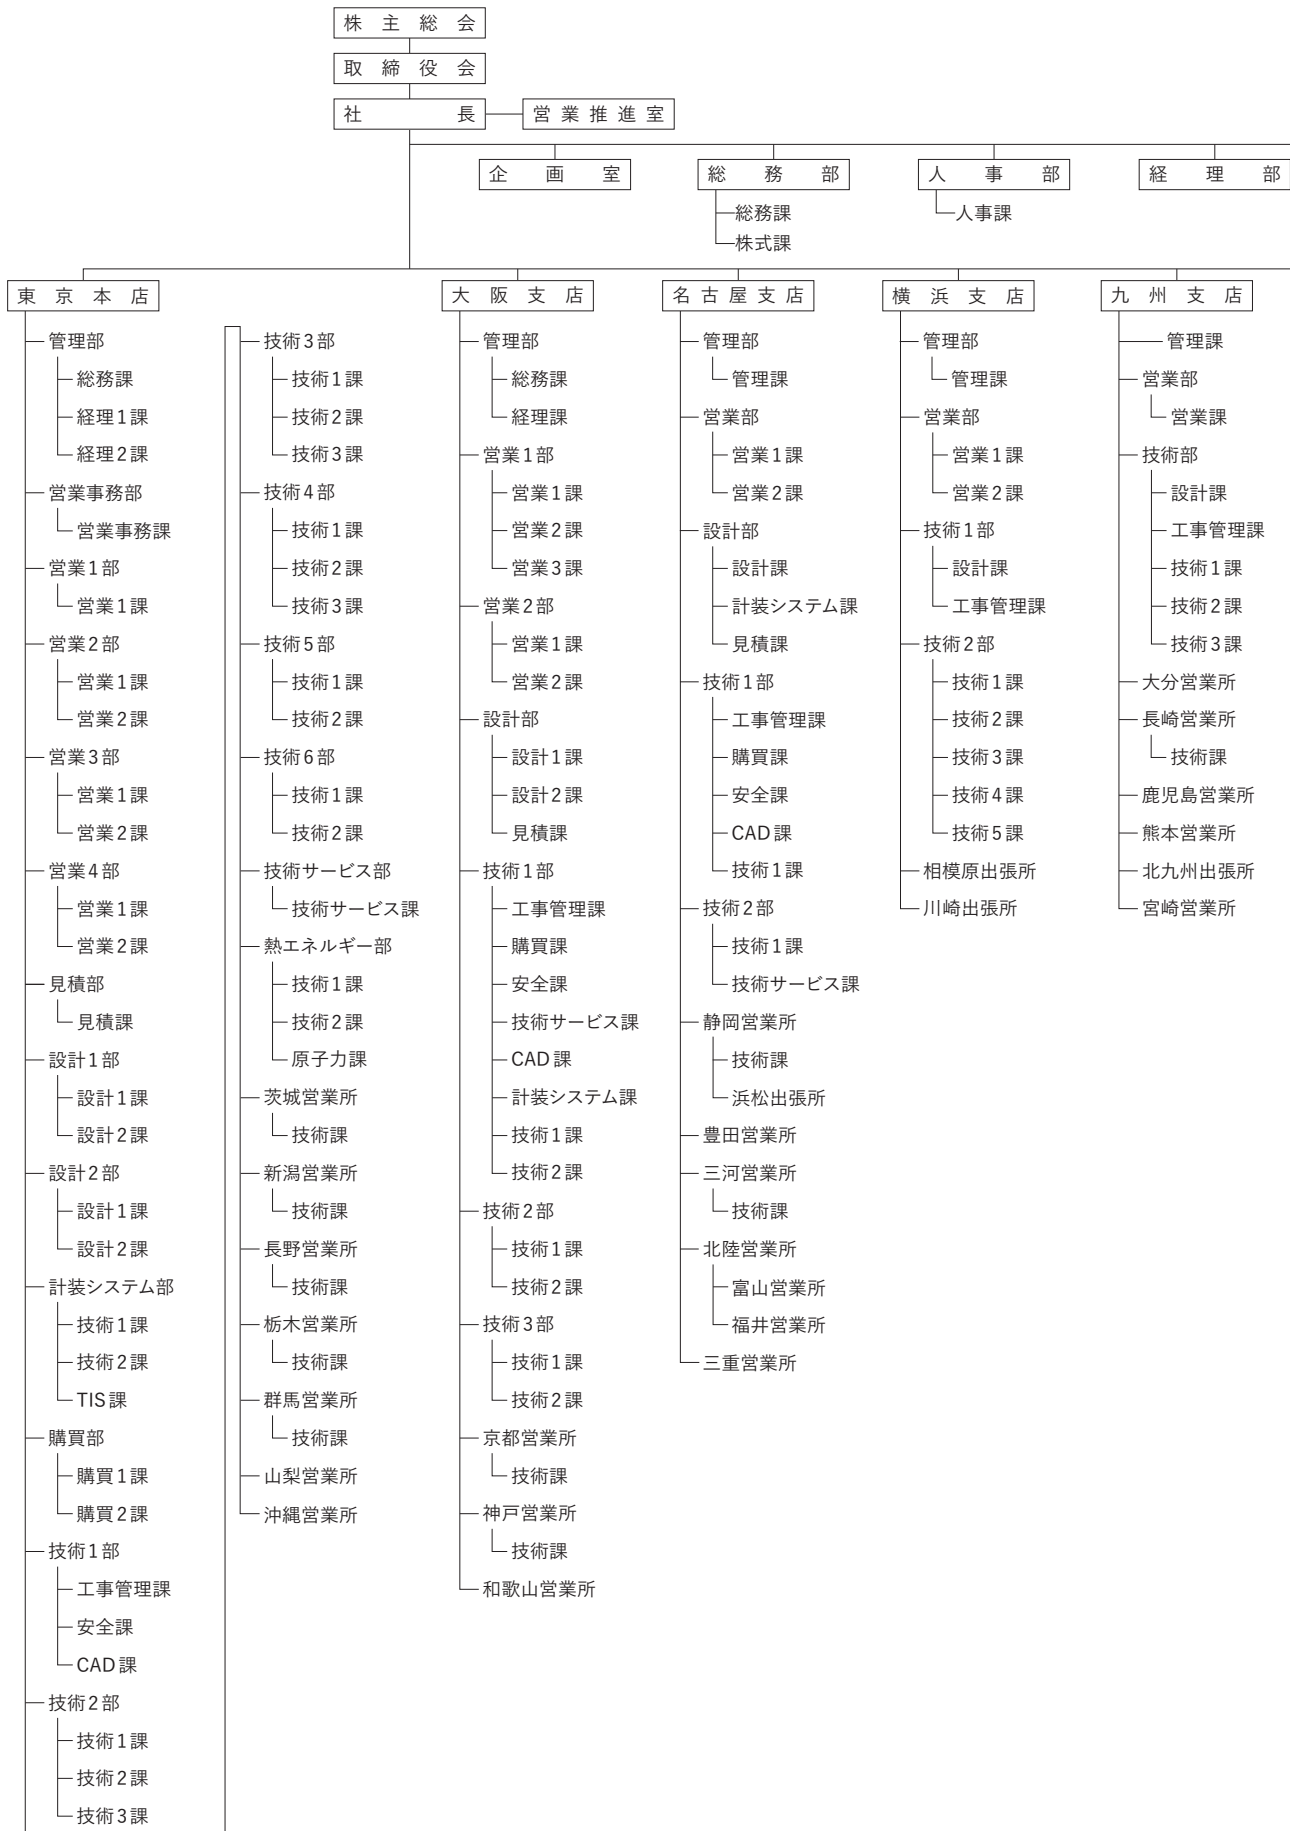 株主総会
取締役会
社長
営業推進室
企画室
総務部
総務課
株式課
人事部
人事課
経理部
東京本店
管理部
総務課
経理1課
経理2課
営業事務部
営業事務課
営業1部
営業1課
営業2部
営業1課
営業2課
営業3部
営業1課
営業2課
営業4部
営業1課
営業2課
見積部
見積課
設計1部
設計1課
設計2課
設計2部
設計1課
設計2課
計装システム部
技術1課
技術2課
TIS課
購買部
購買1課
購買2課
技術1部
工事管理課
安全課
CAD課
技術2部
技術1課
技術2課
技術3課
技術3部
技術1課
技術2課
技術3課
技術4部
技術1課
技術2課
技術3課
技術5部
技術1課
技術2課
技術6部
技術1課
技術2課
技術サービス部
技術サービス課
熱エネルギー部
技術1課
技術2課
原子力課
茨城営業所
技術課
新潟営業所
技術課
長野営業所
技術課
栃木営業所
技術課
群馬営業所
技術課
山梨営業所
沖縄営業所
大阪支店
管理部
総務課
経理課
営業1部
営業1課
営業2課
営業3課
営業2部
営業1課
営業2課
設計部
設計1課
設計2課
見積課
技術1部
工事管理課
購買課
安全課
技術サービス課
CAD課
計装システム課
技術1課
技術2課
技術2部
技術1課
技術2課
技術3部
技術1課
技術2課
京都営業所
技術課
神戸営業所
技術課
和歌山営業所
名古屋支店
管理部
管理課
営業部
営業1課
営業2課
設計部
設計課
計装システム課
見積課
技術1部
工事管理課
購買課
安全課
CAD課
技術1課
技術2部
技術1課
技術サービス課
静岡営業所
技術課
浜松出張所
豊田営業所
三河営業所
技術課
北陸営業所
富山営業所
福井営業所
三重営業所
横浜支店
管理部
管理課
営業部
営業1課
営業2課
技術1部
設計課
工事管理課
技術2部
技術1課
技術2課
技術3課
技術4課
技術5課
相模原出張所
川崎出張所
九州支店
管理課
営業部
営業課
技術部
設計課
工事管理課
技術1課
技術2課
技術3課
大分営業所
長崎営業所
技術課
鹿児島営業所
熊本営業所
北九州出張所
宮崎営業所